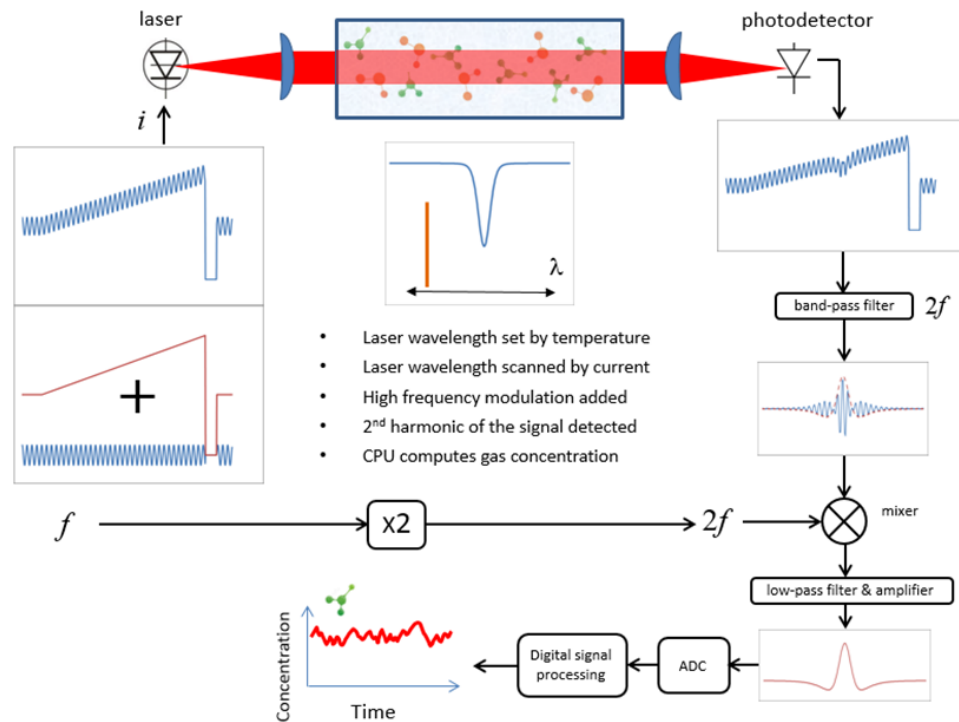 laser
photodetector
i
λ
band-pass filter
2f
+
• Laser wavelength set by temperature
• Laser wavelength scanned by current
• High frequency modulation added
• 2nd harmonic of the signal detected
• CPU computes gas concentration
f
x2
2f
mixer
low-pass filter & amplifier
Concentration
Time
Digital signal
processing
ADC